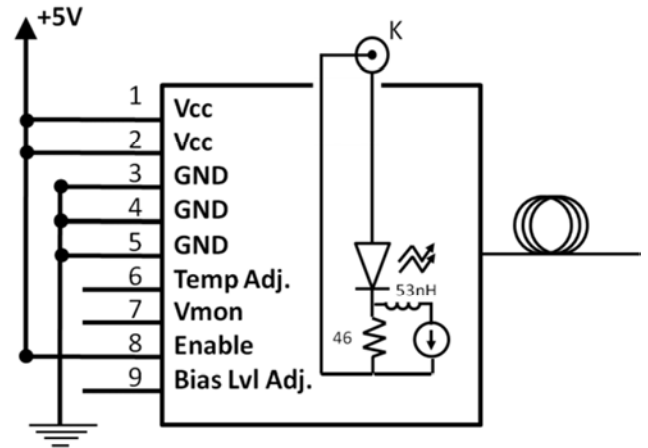 +5V
K
1 Vcc
2 Vcc
3 GND
4 GND
5 GND
6 Temp Adj.
7 Vmon
8 Enable
9 Bias Lvl Adj.
53nH
46